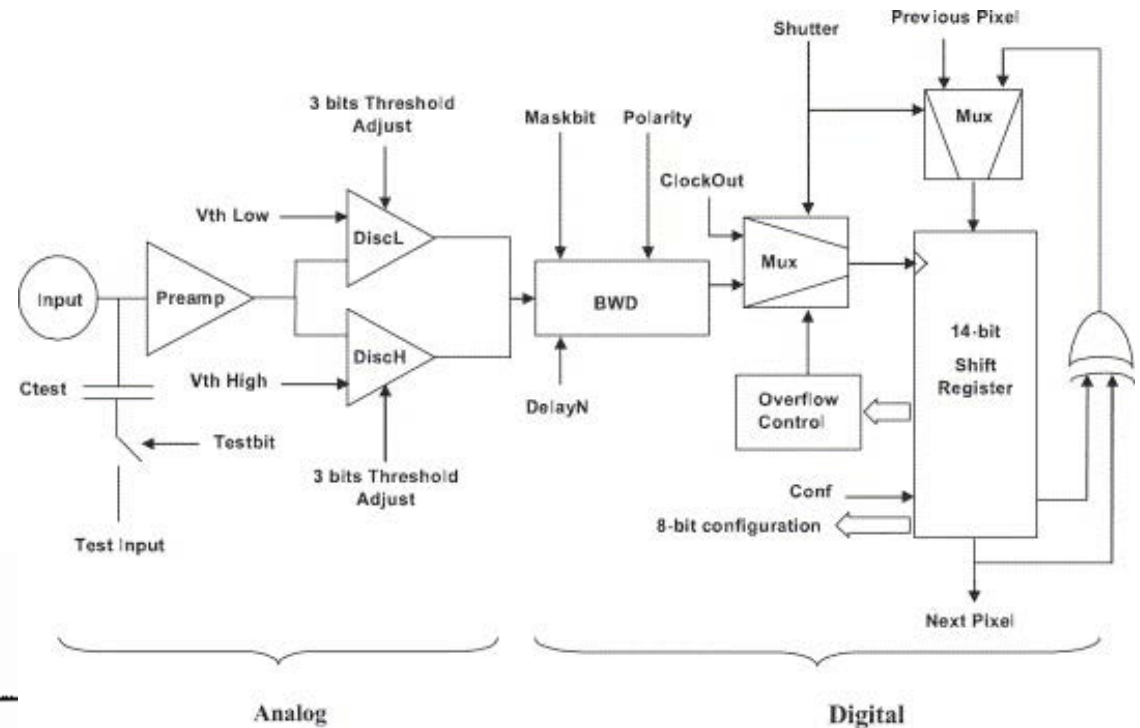 Previous Pixel
Shutter
3 bits Threshold
Adjust
Maskbit
Polarity
Mux
ClockOut
Vth Low
DiscL
Mux
Input
Preamp
BWD
14-bit
Shift
Register
DiscH
Vth High
Ctest
DelayN
Overflow
Control
Testbit
3 bits Threshold
Adjust
Conf
8-bit configuration
Test Input
Next Pixel
Analog
Digital